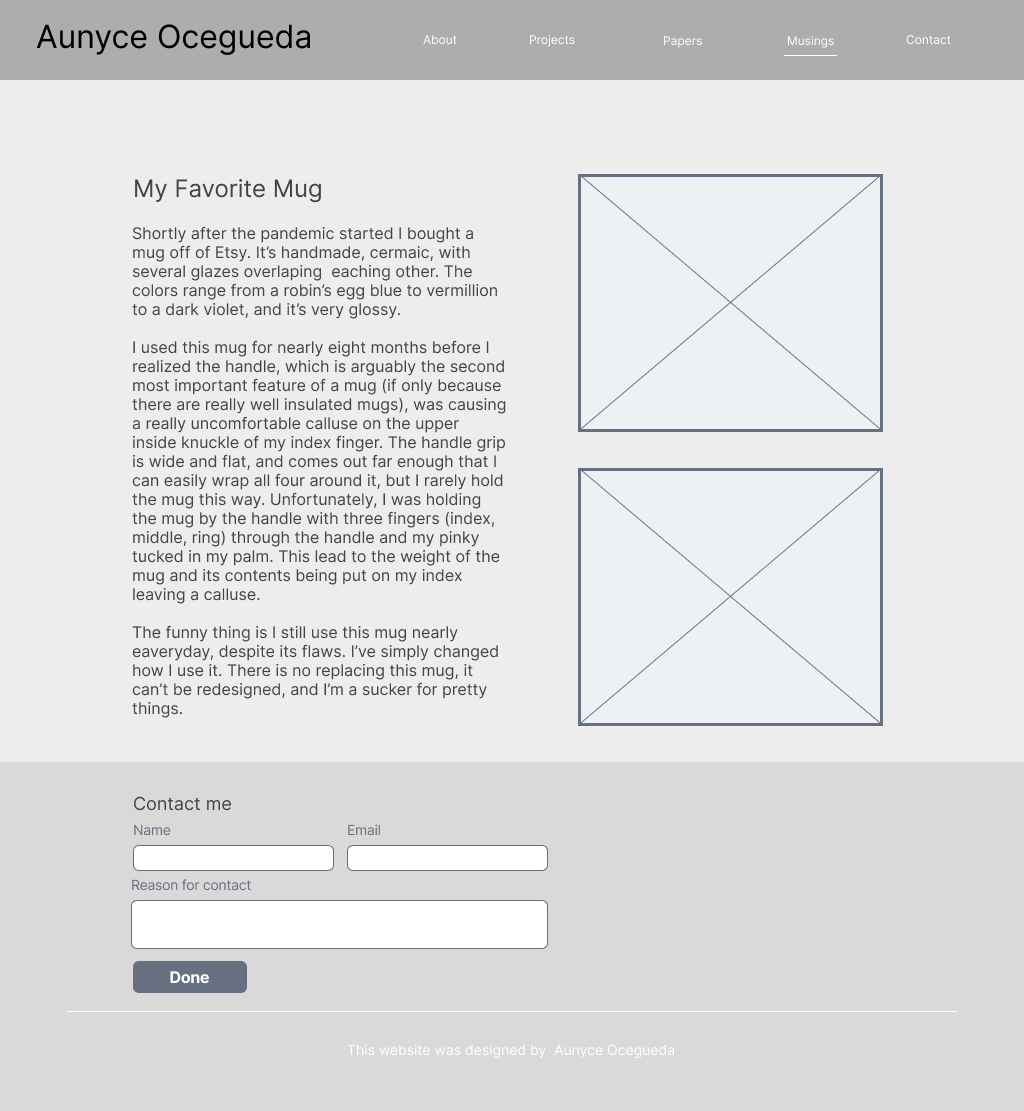 Aunyce Ocegueda
About
Projects
Papers
Musings
Contact
My Favorite Mug
Shortly after the pandemic started I bought a
mug off of Etsy. It’s handmade, cermaic, with
several glazes overlaping  eaching other. The
colors range from a robin’s egg blue to vermillion
to a dark violet, and it’s very glossy.
I used this mug for nearly eight months before I
realized the handle, which is arguably the second
most important feature of a mug (if only because
there are really well insulated mugs), was causing
a really uncomfortable calluse on the upper
inside knuckle of my index finger. The handle grip
is wide and flat, and comes out far enough that I
can easily wrap all four around it, but I rarely hold
the mug this way. Unfortunately, I was holding
the mug by the handle with three fingers (index,
middle, ring) through the handle and my pinky
tucked in my palm. This lead to the weight of the
mug and its contents being put on my index
leaving a calluse.
The funny thing is I still use this mug nearly
eaveryday, despite its flaws. I’ve simply changed
how I use it. There is no replacing this mug, it
can’t be redesigned, and I’m a sucker for pretty
things.
Contact me
Name
Email
Reason for contact
Done
This website was designed by  Aunyce Ocegueda